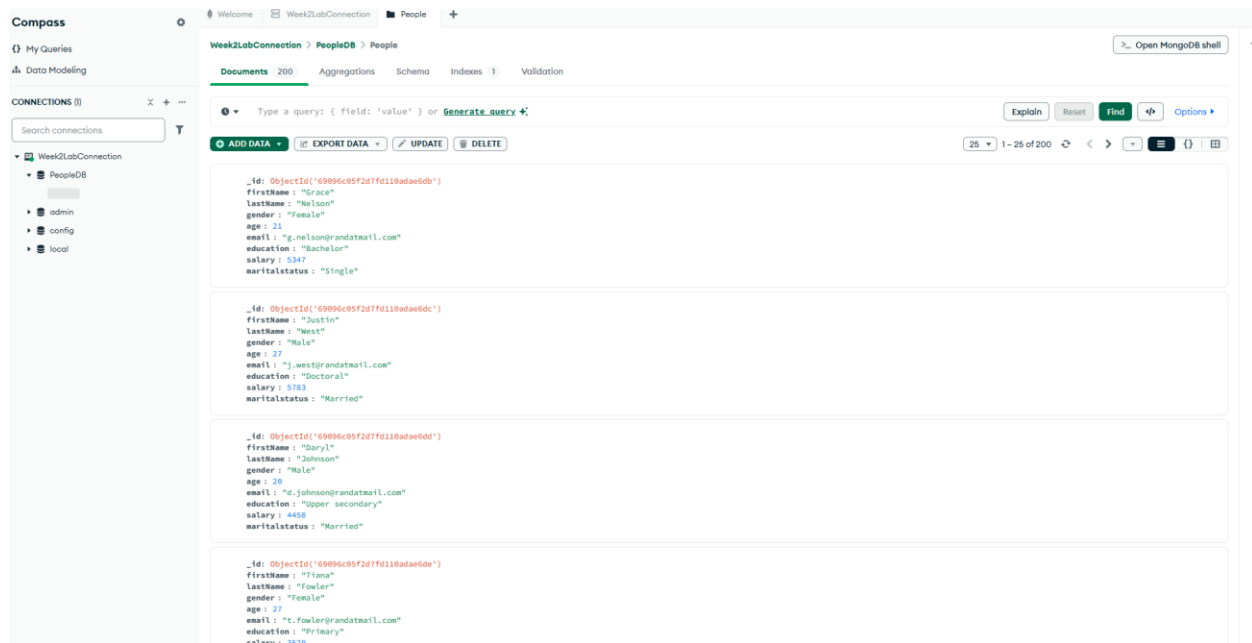 Compass
My Queries
Data Modeling
CONNECTIONS (1)
Search connections
Week2LabConnection
PeopleDB
admin
config
local
Welcome
Week2LabConnection
People
Week2LabConnection > PeopleDB > People
>_ Open MongoDB shell
Documents 200 Aggregations Schema Indexes 1 Validation
Type a query: { field: 'value' } or Generate query
Explain Reset Find </> Options
ADD DATA EXPORT DATA UPDATE DELETE
25 1 – 25 of 200
_id: ObjectId('69096c05f2d7fd110adae6db')
firstName : "Grace"
lastName : "Nelson"
gender : "Female"
age : 21
email : "g.nelson@randatmail.com"
education : "Bachelor"
salary : 5347
maritalstatus : "Single"
_id: ObjectId('69096c05f2d7fd110adae6dc')
firstName : "Justin"
lastName : "West"
gender : "Male"
age : 27
email : "j.west@randatmail.com"
education : "Doctoral"
salary : 5783
maritalstatus : "Married"
_id: ObjectId('69096c05f2d7fd110adae6dd')
firstName : "Daryl"
lastName : "Johnson"
gender : "Male"
age : 20
email : "d.johnson@randatmail.com"
education : "Upper secondary"
salary : 4450
maritalstatus : "Married"
_id: ObjectId('69096c05f2d7fd110adae6de')
firstName : "Tiana"
lastName : "Fowler"
gender : "Female"
age : 27
email : "t.fowler@randatmail.com"
education : "Primary"
salary : 3529